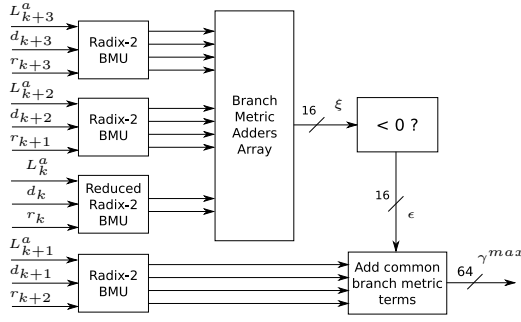 L^a_{k+3}
d_{k+3}
r_{k+3}
Radix-2
BMU
L^a_{k+2}
d_{k+2}
r_{k+1}
Radix-2
BMU
L^a_k
d_k
r_k
Reduced
Radix-2
BMU
L^a_{k+1}
d_{k+1}
r_{k+2}
Radix-2
BMU
Branch
Metric
Adders
Array
16
ξ
< 0 ?
16
ϵ
Add common
branch metric
terms
64
γ^{max}